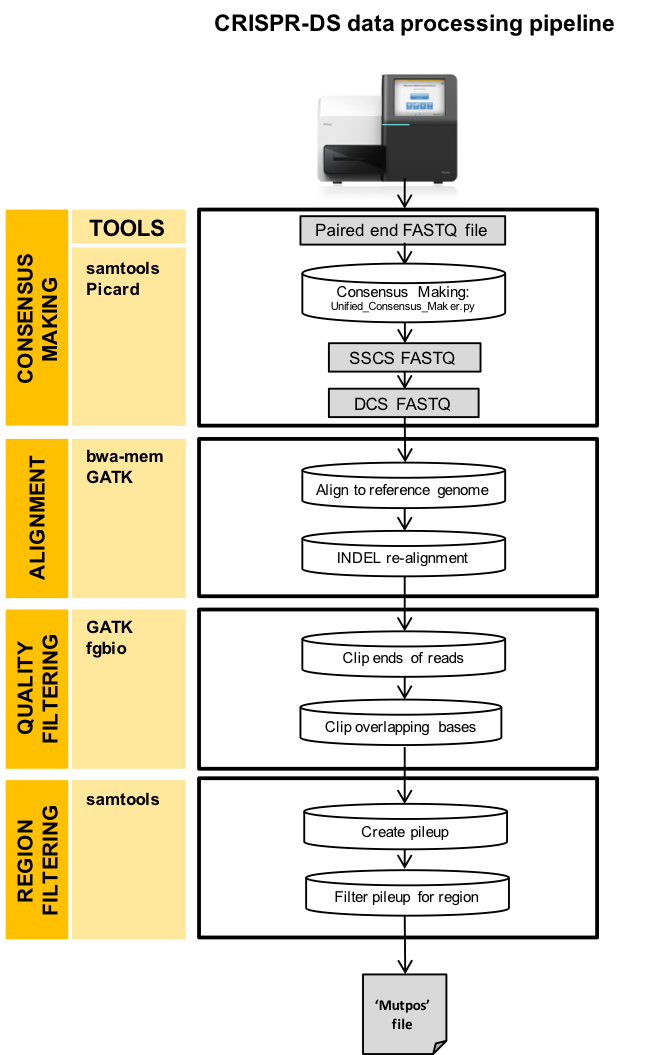 CRISPR-DS data processing pipeline
CONSENSUS
MAKING
TOOLS
samtools
Picard
Paired end FASTQ file
Consensus Making:
Unified_Consensus_Maker.py
SSCS FASTQ
DCS FASTQ
ALIGNMENT
bwa-mem
GATK
Align to reference genome
INDEL re-alignment
QUALITY
FILTERING
GATK
fgbio
Clip ends of reads
Clip overlapping bases
REGION
FILTERING
samtools
Create pileup
Filter pileup for region
‘Mutpos’
file